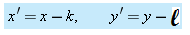 x′ = x − k, y′ = y − ℓ